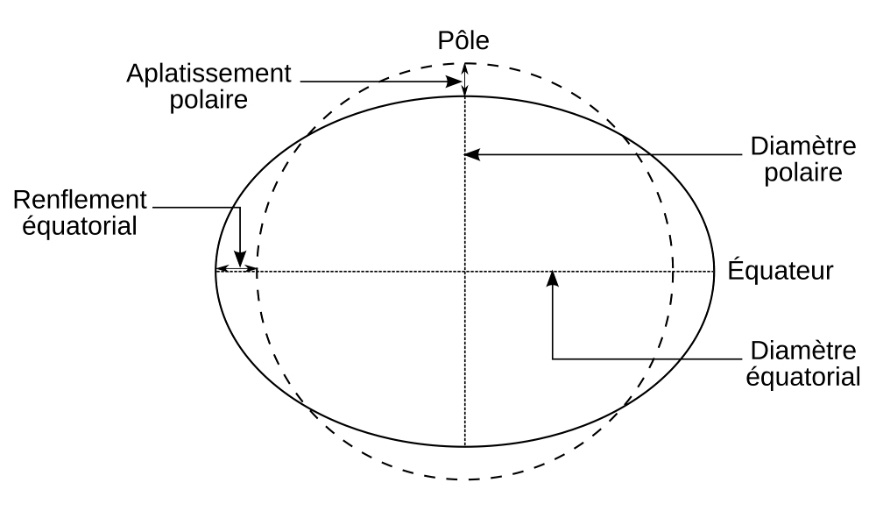 Pôle
Aplatissement
polaire
Diamètre
polaire
Renflement
équatorial
Équateur
Diamètre
équatorial